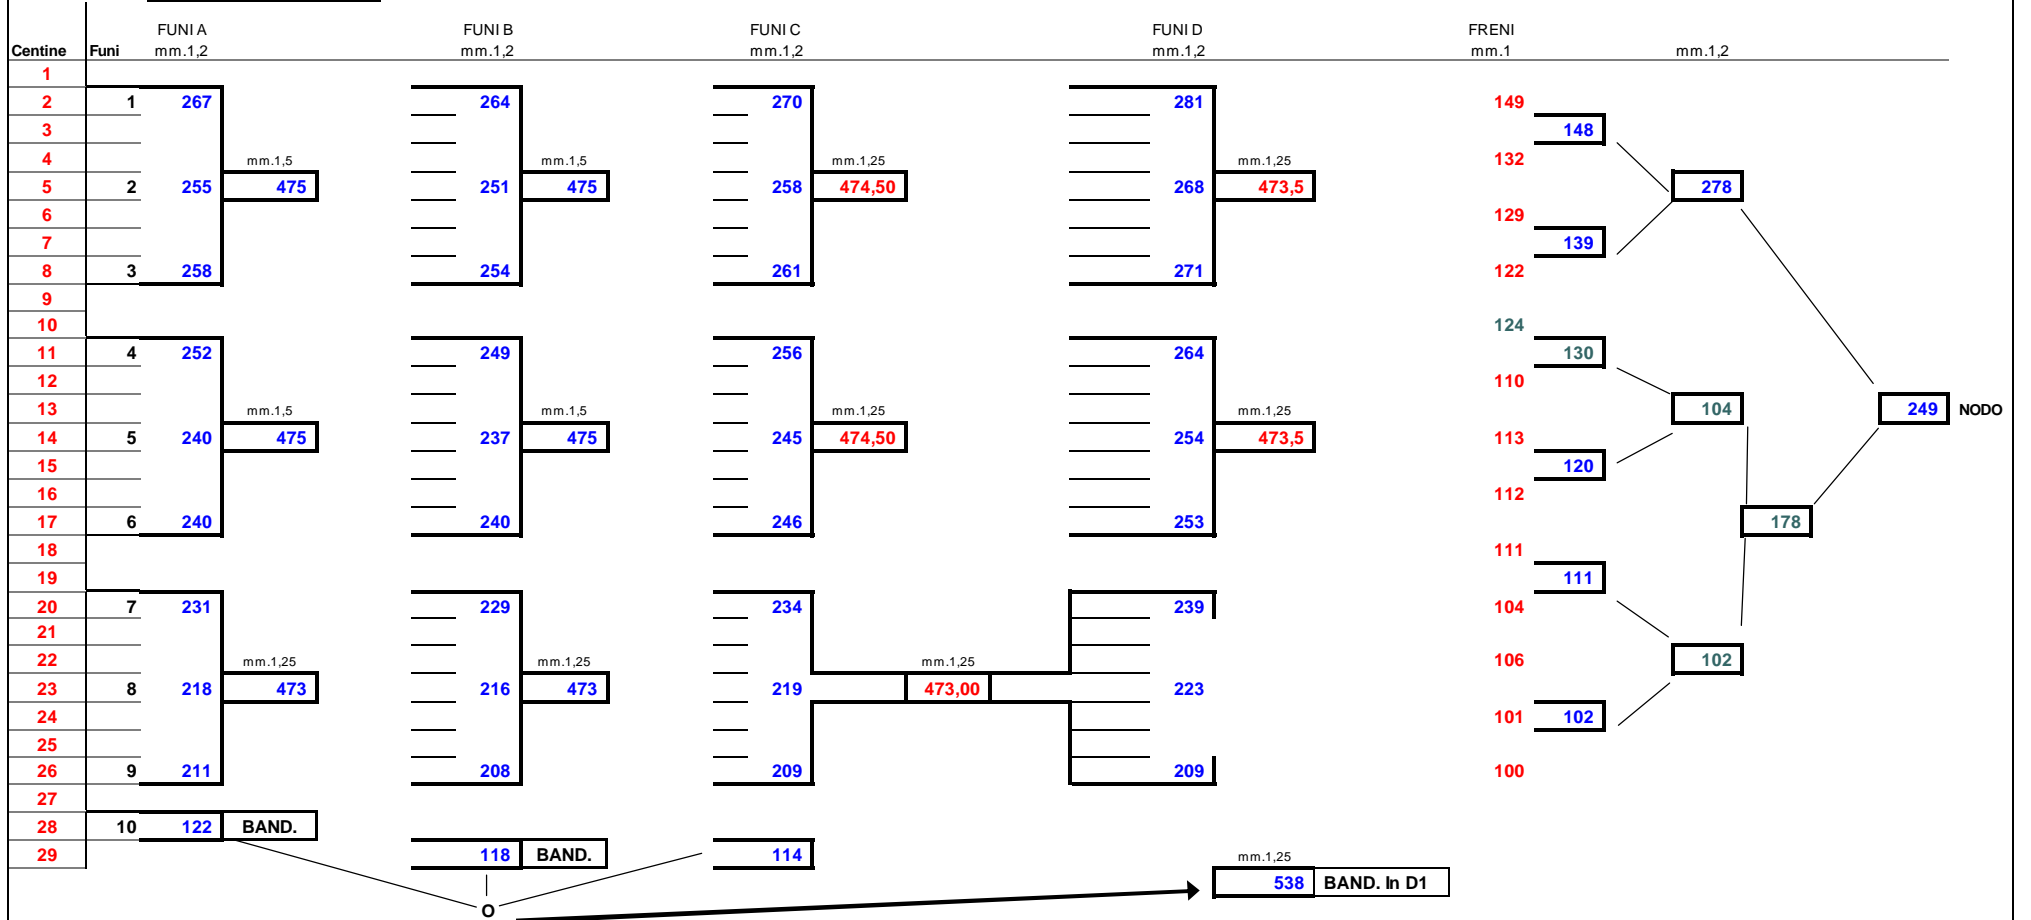 FUNI A FUNI B FUNI C FUNI D FRENI
Centine Funi mm.1,2 mm.1,2 mm.1,2 mm.1,2 mm.1 mm.1,2
1
2 1 267 264 270 281 149
3 148
4 mm.1,5 mm.1,5 mm.1,25 mm.1,25 132
5 2 255 475 251 475 258 474,50 268 473,5 278
6 129
7 139
8 3 258 254 261 271 122
9
10 124
11 4 252 249 256 264 130
12 110
13 mm.1,5 mm.1,5 mm.1,25 mm.1,25 104 249 NODO
14 5 240 475 237 475 245 474,50 254 473,5 113
15 120
16 112
17 6 240 240 246 253 178
18 111
19 111
20 7 231 229 234 239 104
21
22 mm.1,25 mm.1,25 mm.1,25 106 102
23 8 218 473 216 473 219 473,00 223
24 101 102
25
26 9 211 208 209 209 100
27
28 10 122 BAND.
29 118 BAND. 114 mm.1,25
538 BAND. In D1
O